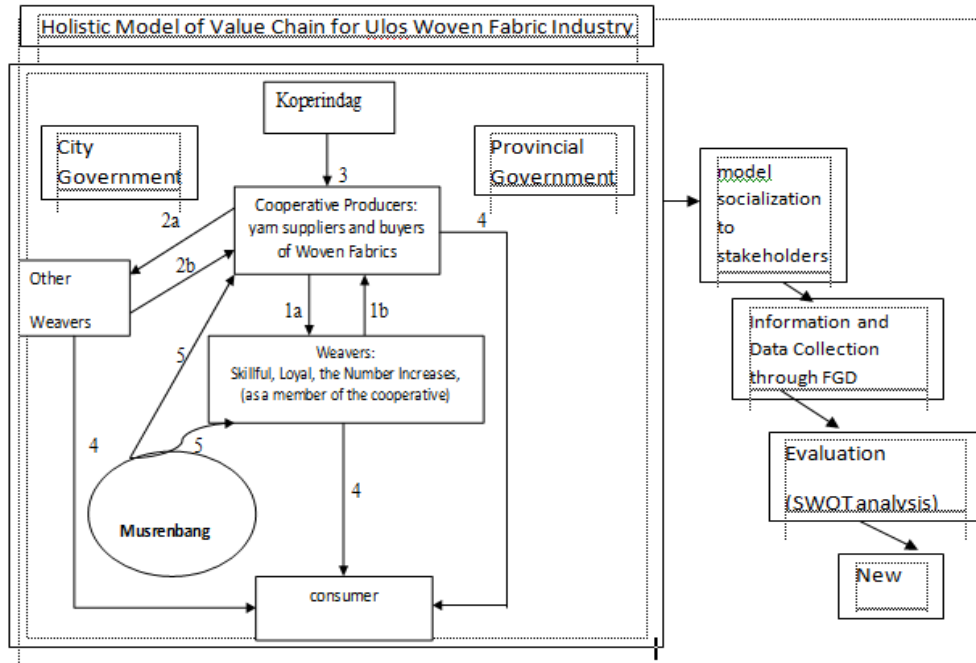 Holistic Model of Value Chain for Ulos Woven Fabric Industry
Koperindag
City
Government
Provincial
Government
3
Cooperative Producers:
yarn suppliers and buyers
of Woven Fabrics
2a
2b
4
Other
Weavers
1a
1b
5
Weavers:
Skillful, Loyal, the Number Increases,
(as a member of the cooperative)
4
5
4
Musrenbang
consumer
model
socialization
to
stakeholders
Information and
Data Collection
through FGD
Evaluation
(SWOT analysis)
New